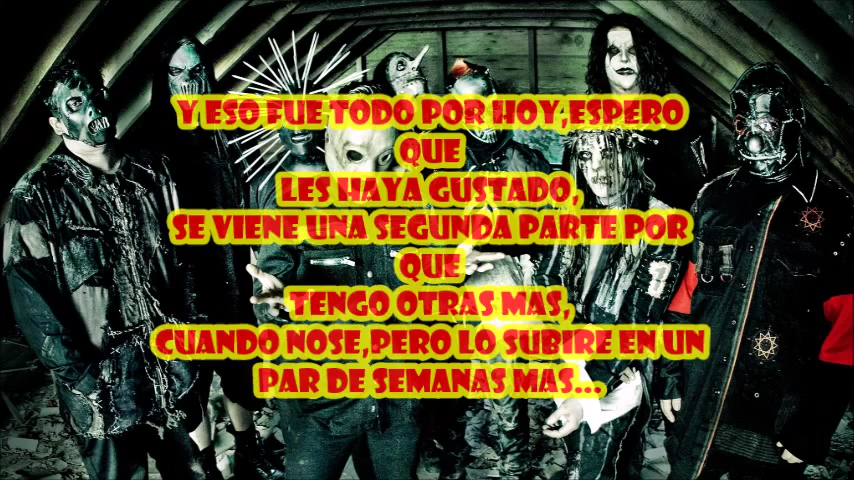 Y ESO FUE TODO POR HOY,ESPERO
QUE
LES HAYA GUSTADO,
SE VIENE UNA SEGUNDA PARTE POR
QUE
TENGO OTRAS MAS,
CUANDO NOSE,PERO LO SUBIRE EN UN
PAR DE SEMANAS MAS...